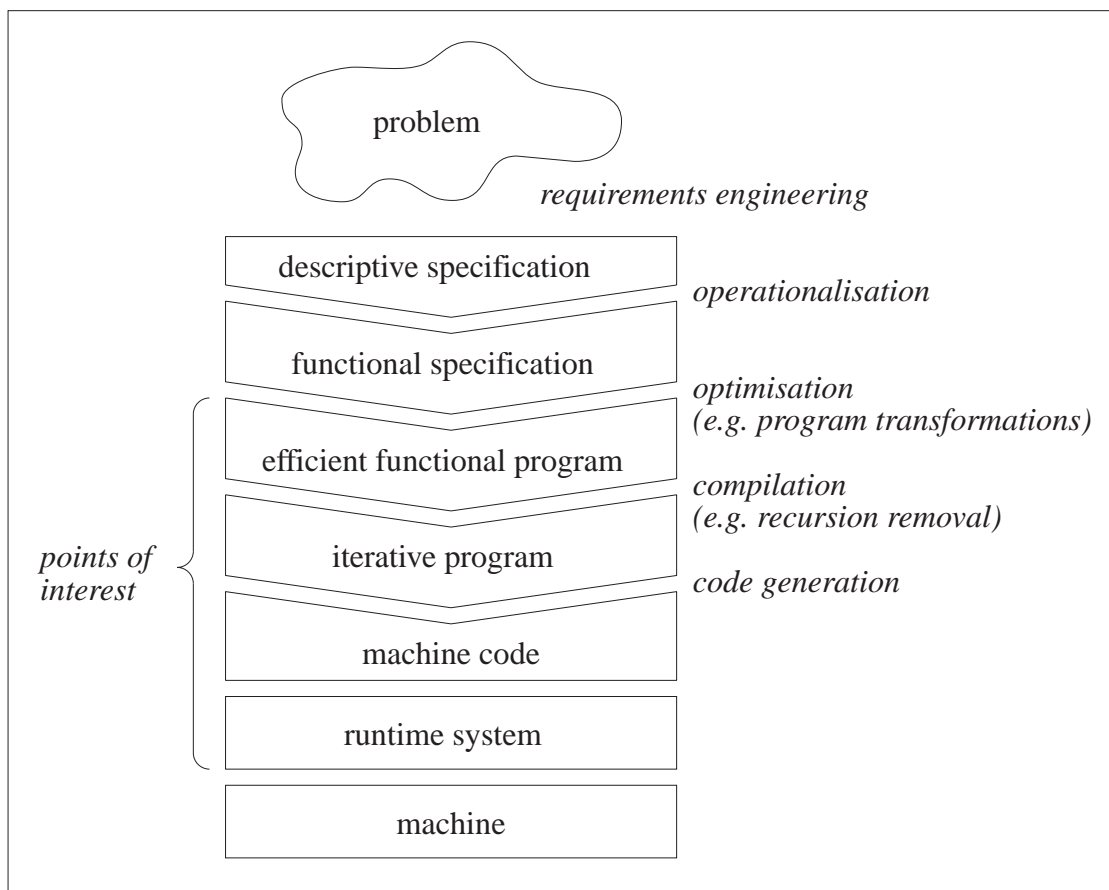 problem
requirements engineering
descriptive specification
operationalisation
functional specification
optimisation
(e.g. program transformations)
efficient functional program
compilation
(e.g. recursion removal)
points of
interest
iterative program
code generation
machine code
runtime system
machine